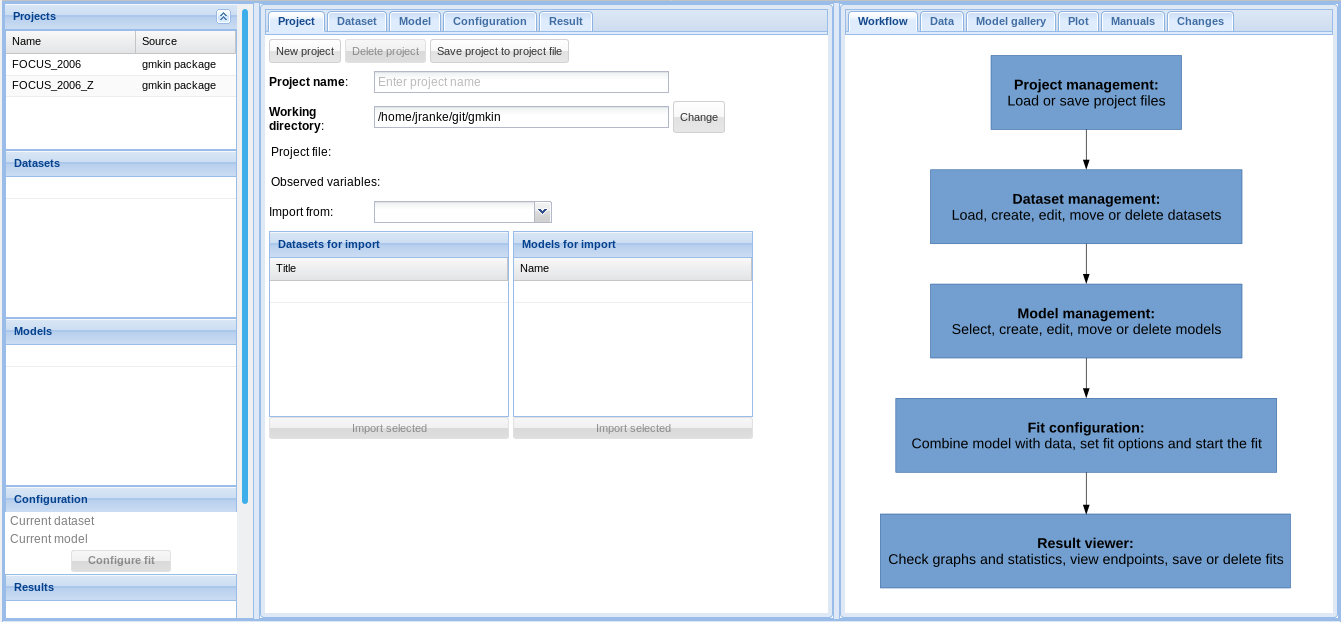 Projects
Name Source
FOCUS_2006 gmkin package
FOCUS_2006_Z gmkin package
Datasets
Models
Configuration
Current dataset
Current model
Configure fit
Results
Project Dataset Model Configuration Result
New project Delete project Save project to project file
Project name: Enter project name
Working
directory: /home/jranke/git/gmkin Change
Project file:
Observed variables:
Import from:
Datasets for import Models for import
Title Name
Import selected Import selected
Workflow Data Model gallery Plot Manuals Changes
Project management:
Load or save project files
Dataset management:
Load, create, edit, move or delete datasets
Model management:
Select, create, edit, move or delete models
Fit configuration:
Combine model with data, set fit options and start the fit
Result viewer:
Check graphs and statistics, view endpoints, save or delete fits